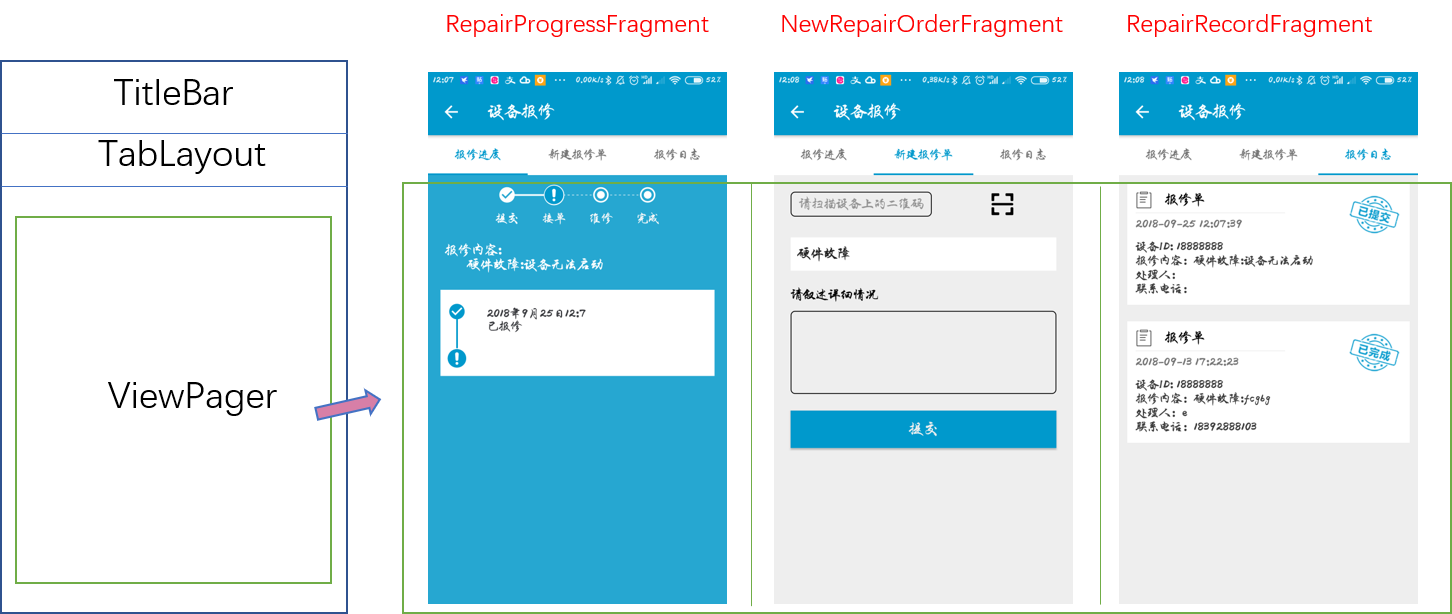 RepairProgressFragment
NewRepairOrderFragment
RepairRecordFragment
TitleBar
TabLayout
ViewPager
12:07
0.00K/s
52%
设备报修
报修进度
新建报修单
报修日志
提交
接单
维修
完成
报修内容：
硬件故障:设备无法启动
2018年9月25日12:7
已报修
12:08
0.38K/s
52%
设备报修
报修进度
新建报修单
报修日志
请扫描设备上的二维码
硬件故障
请叙述详细情况
提交
12:08
0.01K/s
52%
设备报修
报修进度
新建报修单
报修日志
报修单
已提交
2018-09-25 12:07:39
设备ID: 18888888
报修内容：硬件故障:设备无法启动
处理人：
联系电话：
报修单
已完成
2018-09-13 17:22:23
设备ID: 18888888
报修内容：硬件故障:fcgbg
处理人：e
联系电话：18392888103